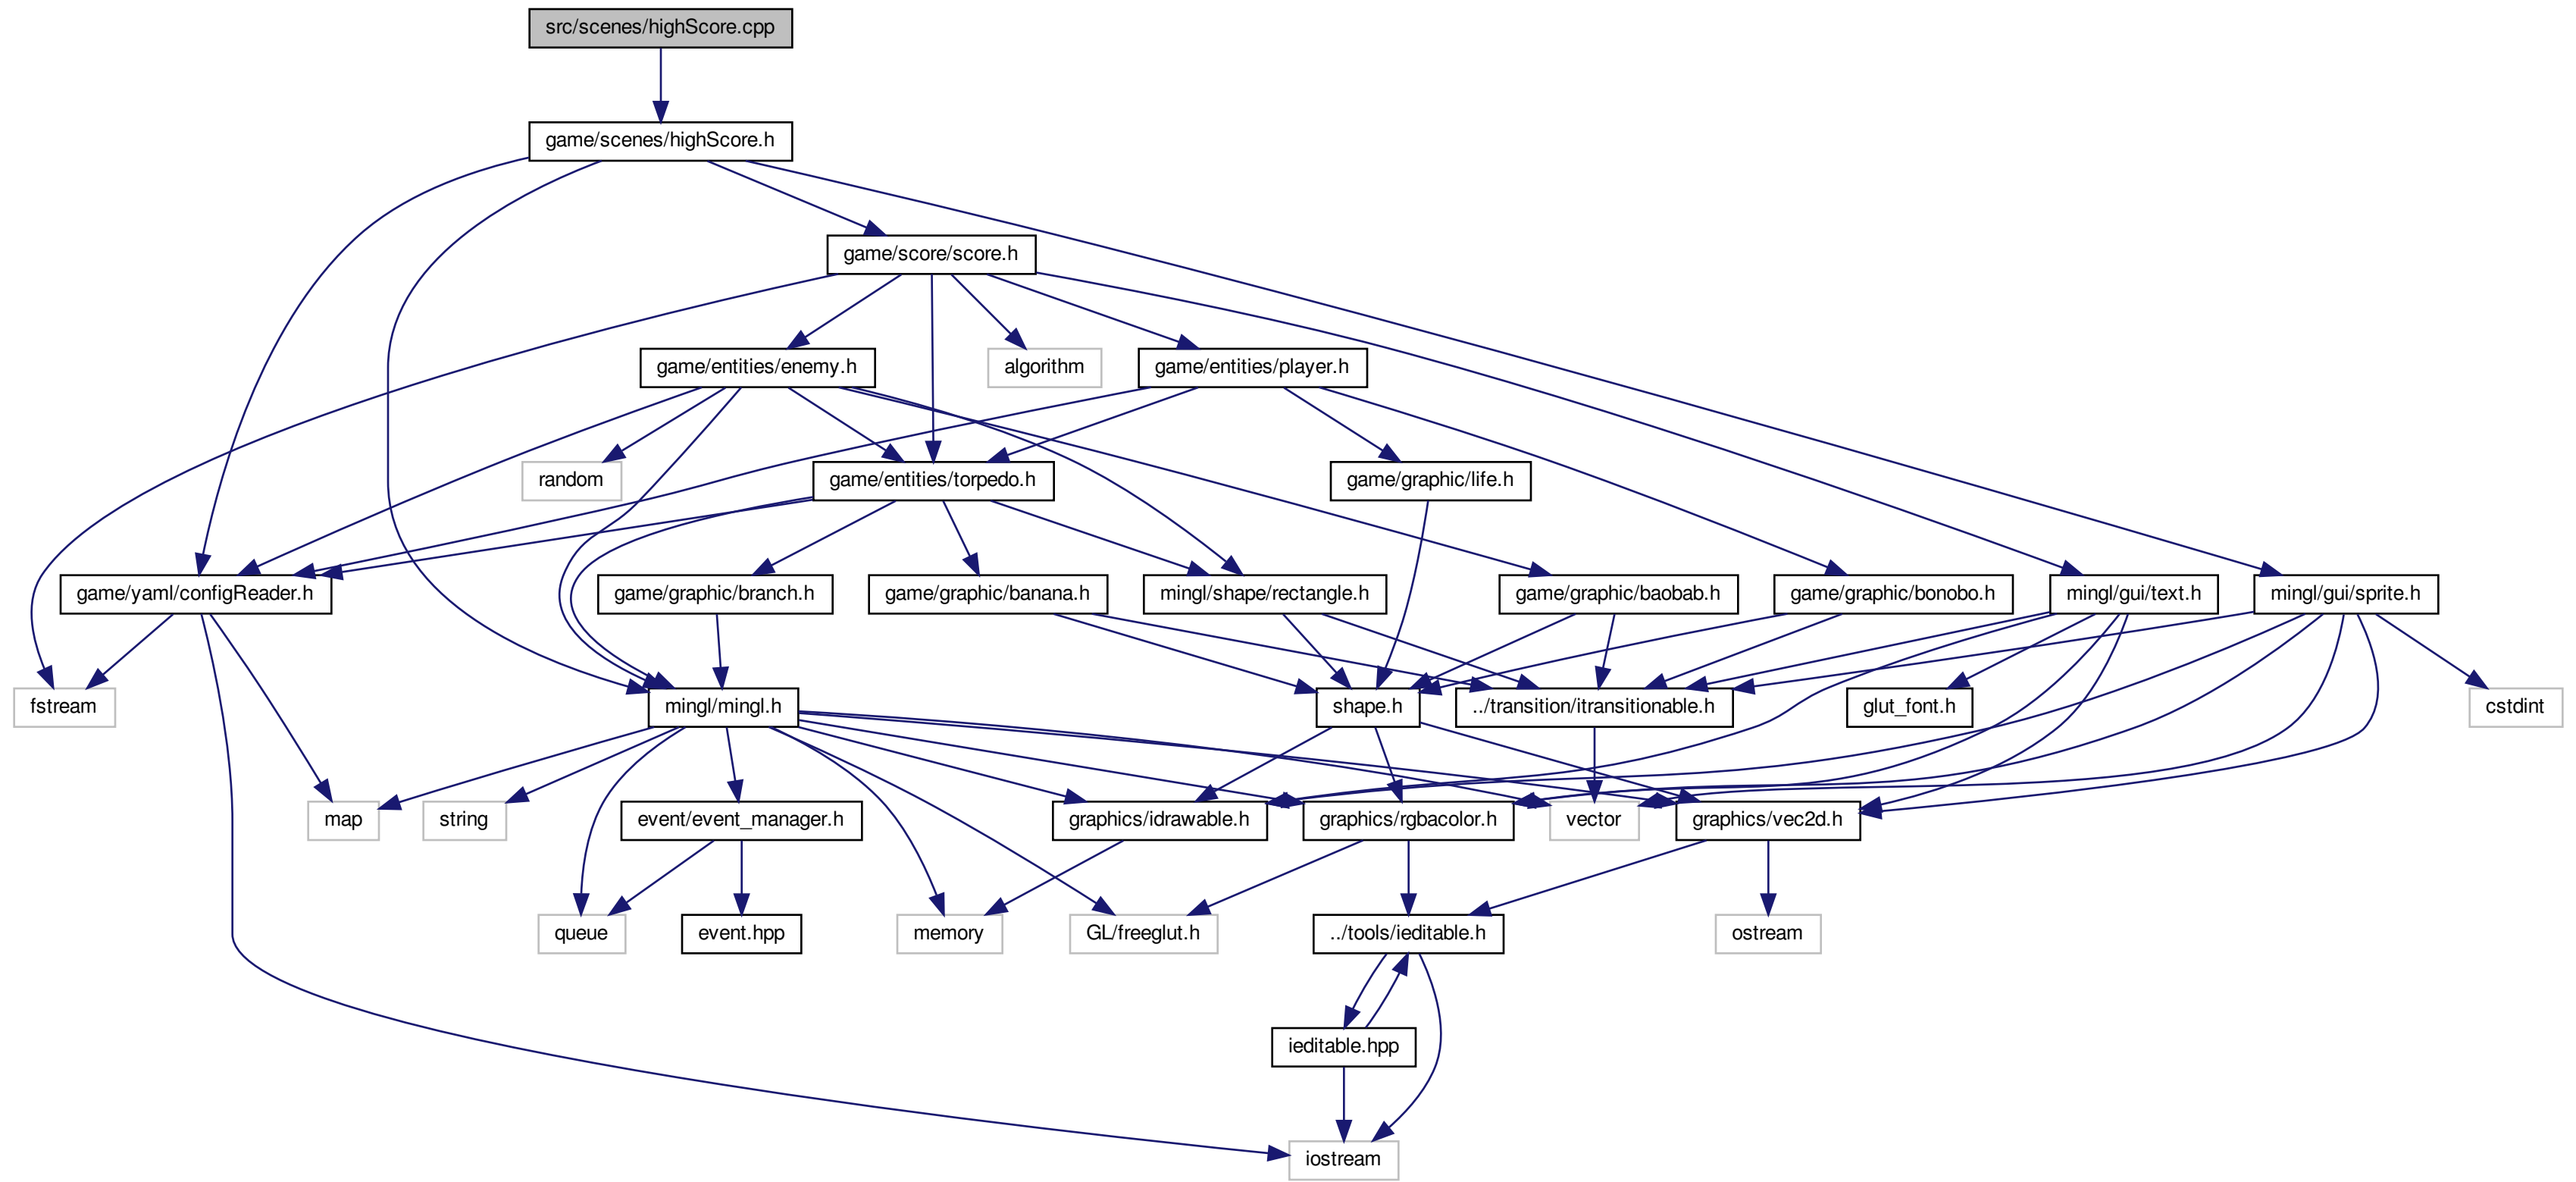 src/scenes/highScore.cpp
game/scenes/highScore.h
game/score/score.h
game/entities/enemy.h
algorithm
game/entities/player.h
random
game/entities/torpedo.h
game/graphic/life.h
game/yaml/configReader.h
game/graphic/branch.h
game/graphic/banana.h
mingl/shape/rectangle.h
game/graphic/baobab.h
game/graphic/bonobo.h
mingl/gui/text.h
mingl/gui/sprite.h
fstream
mingl/mingl.h
shape.h
../transition/itransitionable.h
glut_font.h
cstdint
map
string
event/event_manager.h
graphics/idrawable.h
graphics/rgbacolor.h
vector
graphics/vec2d.h
queue
event.hpp
memory
GL/freeglut.h
../tools/ieditable.h
ostream
ieditable.hpp
iostream